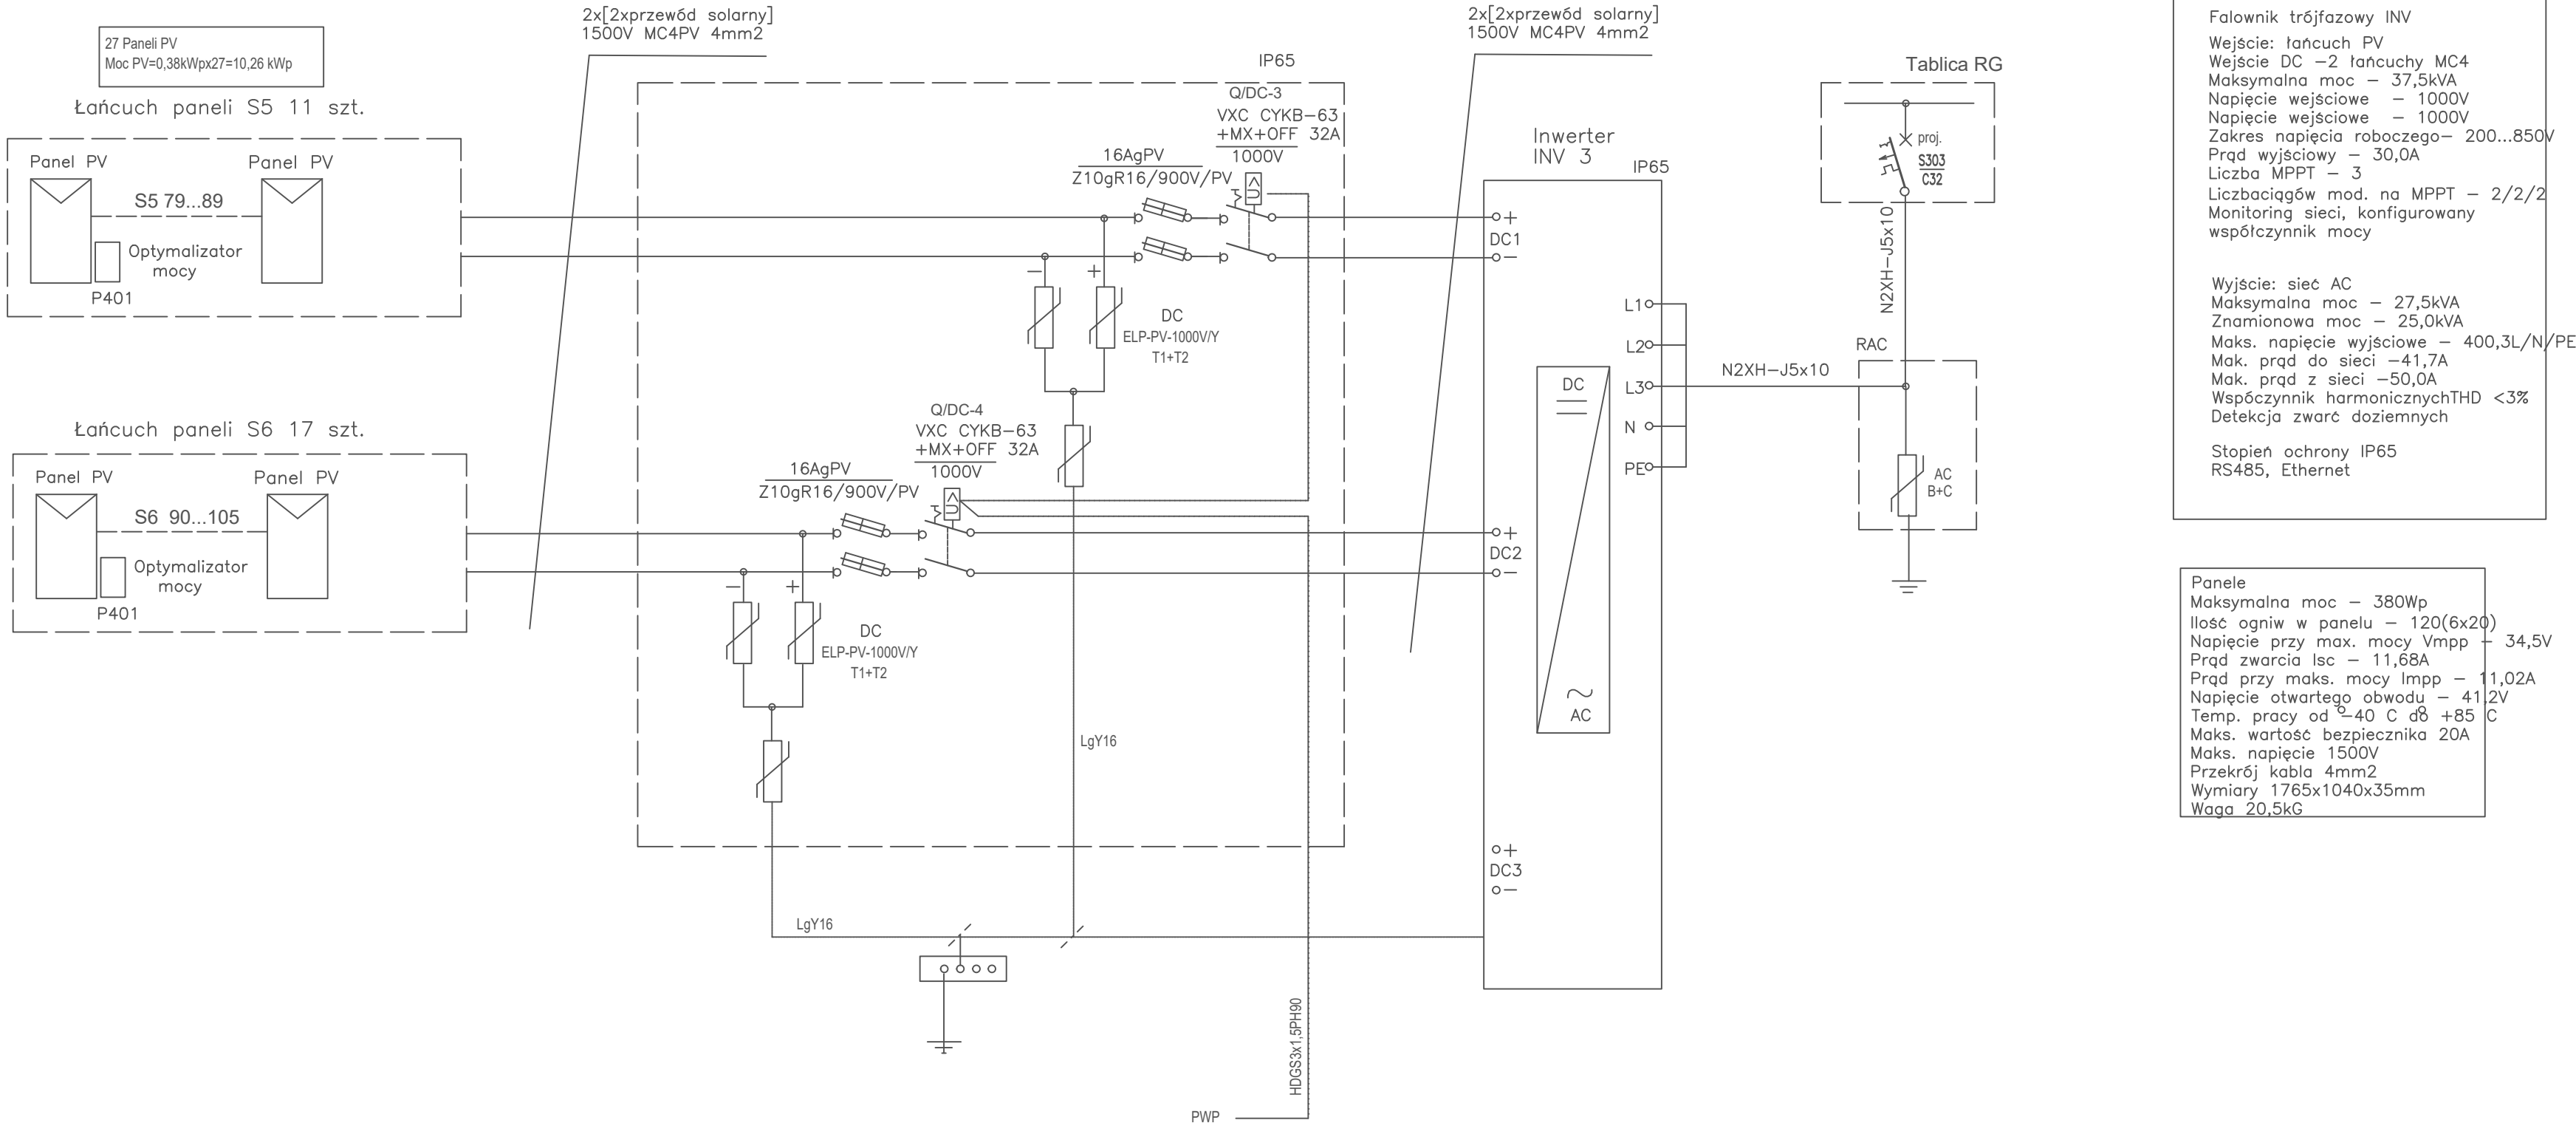 27 Paneli PV
Moc PV=0,38kWpx27=10,26 kWp
Łańcuch paneli S5 11 szt.
Panel PV
Panel PV
S5 79...89
Optymalizator
mocy
P401
Łańcuch paneli S6 17 szt.
Panel PV
Panel PV
S6 90...105
Optymalizator
mocy
P401
2x[2xprzewód solarny]
1500V MC4PV 4mm2
IP65
Q/DC-3
VXC CYKB-63
+MX+OFF 32A
1000V
16AgPV
Z10gR16/900V/PV
U>
− +
DC
ELP-PV-1000V/Y
T1+T2
Q/DC-4
VXC CYKB-63
+MX+OFF 32A
1000V
16AgPV
Z10gR16/900V/PV
U>
− +
DC
ELP-PV-1000V/Y
T1+T2
LgY16
LgY16
HDGS3x1,5PH90
PWP
2x[2xprzewód solarny]
1500V MC4PV 4mm2
Inwerter
INV 3
IP65
+
DC1
−
L1
L2
L3
N
PE
DC
AC
+
DC2
−
+
DC3
−
N2XH-J5x10
Tablica RG
proj.
S303
C32
N2XH-J5x10
RAC
AC
B+C
Falownik trójfazowy INV
Wejście: łańcuch PV
Wejście DC -2 łańcuchy MC4
Maksymalna moc - 37,5kVA
Napięcie wejściowe - 1000V
Napięcie wejściowe - 1000V
Zakres napięcia roboczego- 200...850V
Prąd wyjściowy - 30,0A
Liczba MPPT - 3
Liczbaciągów mod. na MPPT - 2/2/2
Monitoring sieci, konfigurowany
współczynnik mocy
Wyjście: sieć AC
Maksymalna moc - 27,5kVA
Znamionowa moc - 25,0kVA
Maks. napięcie wyjściowe - 400,3L/N/PE
Mak. prąd do sieci -41,7A
Mak. prąd z sieci -50,0A
Wspóczynnik harmonicznychTHD <3%
Detekcja zwarć doziemnych
Stopień ochrony IP65
RS485, Ethernet
Panele
Maksymalna moc - 380Wp
Ilość ogniw w panelu - 120(6x20)
Napięcie przy max. mocy Vmpp - 34,5V
Prąd zwarcia Isc - 11,68A
Prąd przy maks. mocy Impp - 11,02A
Napięcie otwartego obwodu - 41,2V
Temp. pracy od -40°C do +85°C
Maks. wartość bezpiecznika 20A
Maks. napięcie 1500V
Przekrój kabla 4mm2
Wymiary 1765x1040x35mm
Waga 20,5kG